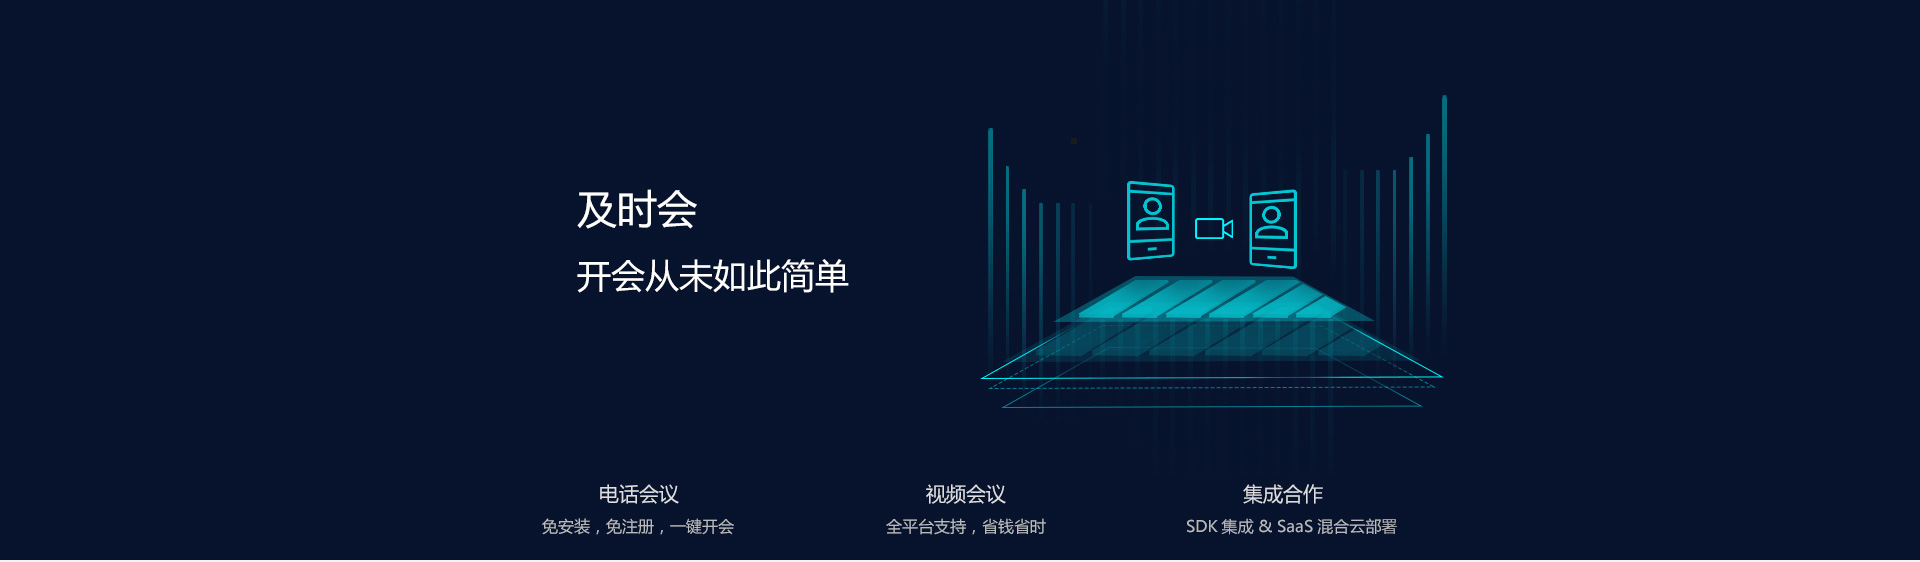 及时会
开会从未如此简单
电话会议
免安装，免注册，一键开会
视频会议
全平台支持，省钱省时
集成合作
SDK 集成 & SaaS 混合云部署